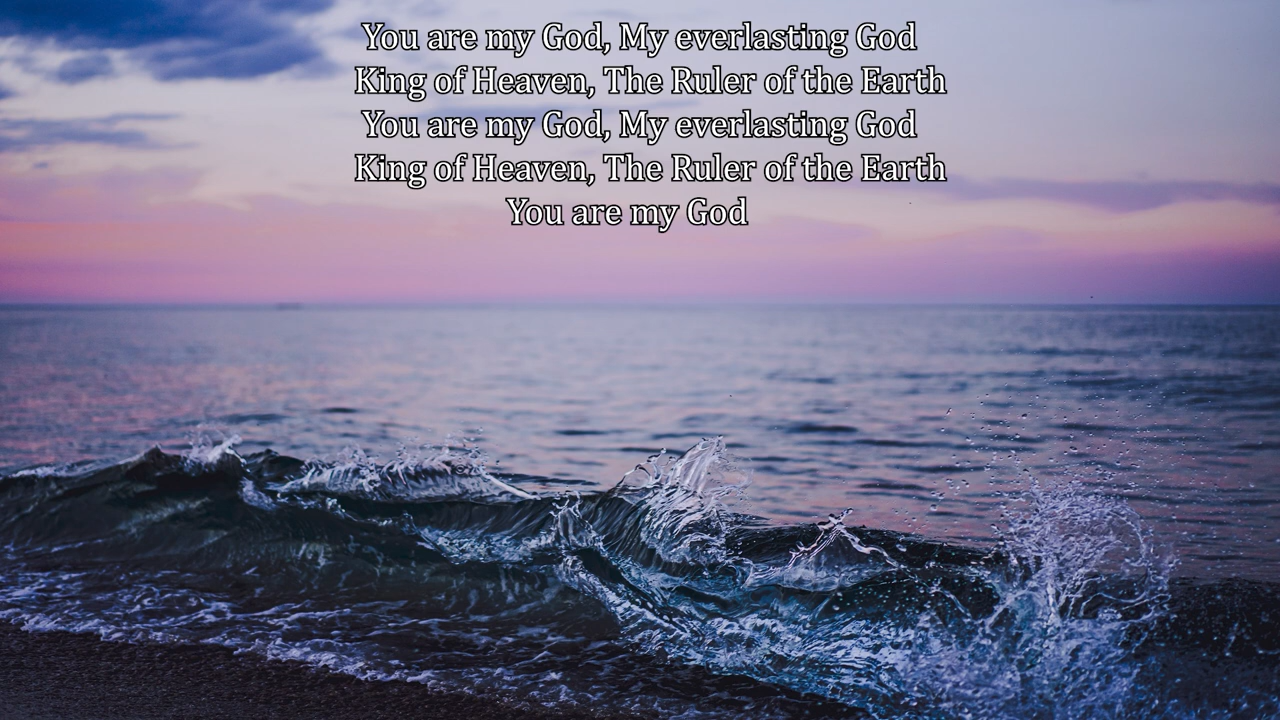 You are my God, My everlasting God
King of Heaven, The Ruler of the Earth
You are my God, My everlasting God
King of Heaven, The Ruler of the Earth
You are my God